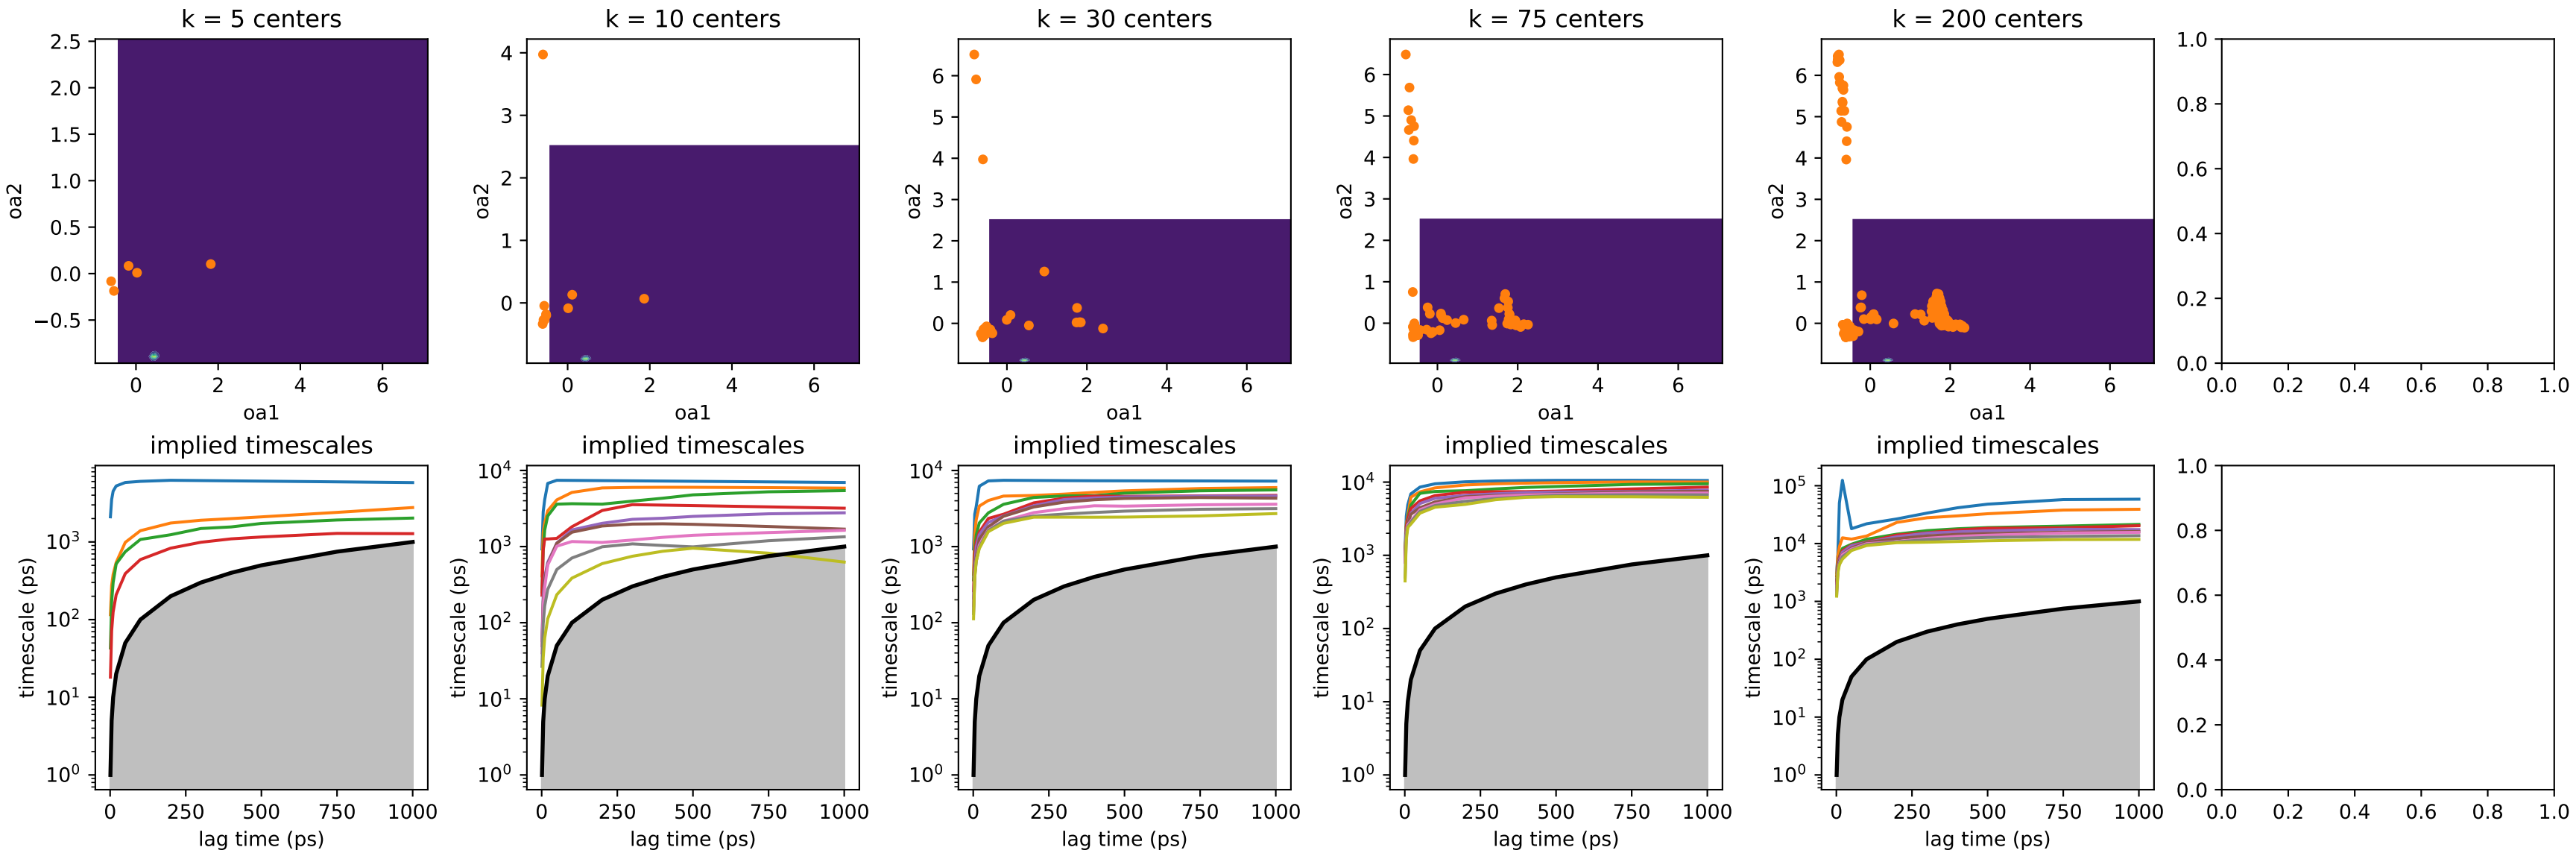 k = 5 centers
2.5
2.0
1.5
1.0
0.5
0.0
−0.5
oa2
0 2 4 6
oa1
k = 10 centers
4
3
2
1
0
oa2
0 2 4 6
oa1
k = 30 centers
6
5
4
3
2
1
0
oa2
0 2 4 6
oa1
k = 75 centers
6
5
4
3
2
1
0
oa2
0 2 4 6
oa1
k = 200 centers
6
5
4
3
2
1
0
oa2
0 2 4 6
oa1
1.0
0.8
0.6
0.4
0.2
0.0
0.0 0.2 0.4 0.6 0.8 1.0
implied timescales
10³
10²
10¹
10⁰
timescale (ps)
0 250 500 750 1000
lag time (ps)
implied timescales
10⁴
10³
10²
10¹
10⁰
timescale (ps)
0 250 500 750 1000
lag time (ps)
implied timescales
10⁴
10³
10²
10¹
10⁰
timescale (ps)
0 250 500 750 1000
lag time (ps)
implied timescales
10⁴
10³
10²
10¹
10⁰
timescale (ps)
0 250 500 750 1000
lag time (ps)
implied timescales
10⁵
10⁴
10³
10²
10¹
10⁰
timescale (ps)
0 250 500 750 1000
lag time (ps)
1.0
0.8
0.6
0.4
0.2
0.0
0.0 0.2 0.4 0.6 0.8 1.0